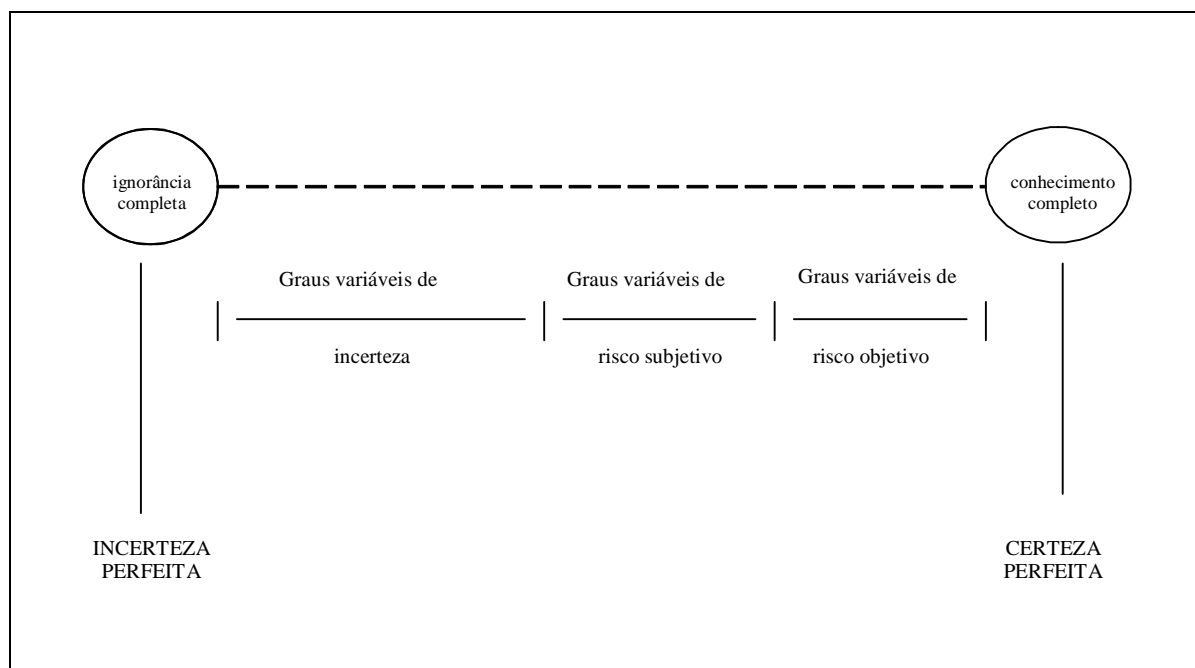 ignorância
completa
conhecimento
completo
Graus variáveis de
incerteza
Graus variáveis de
risco subjetivo
Graus variáveis de
risco objetivo
INCERTEZA
PERFEITA
CERTEZA
PERFEITA